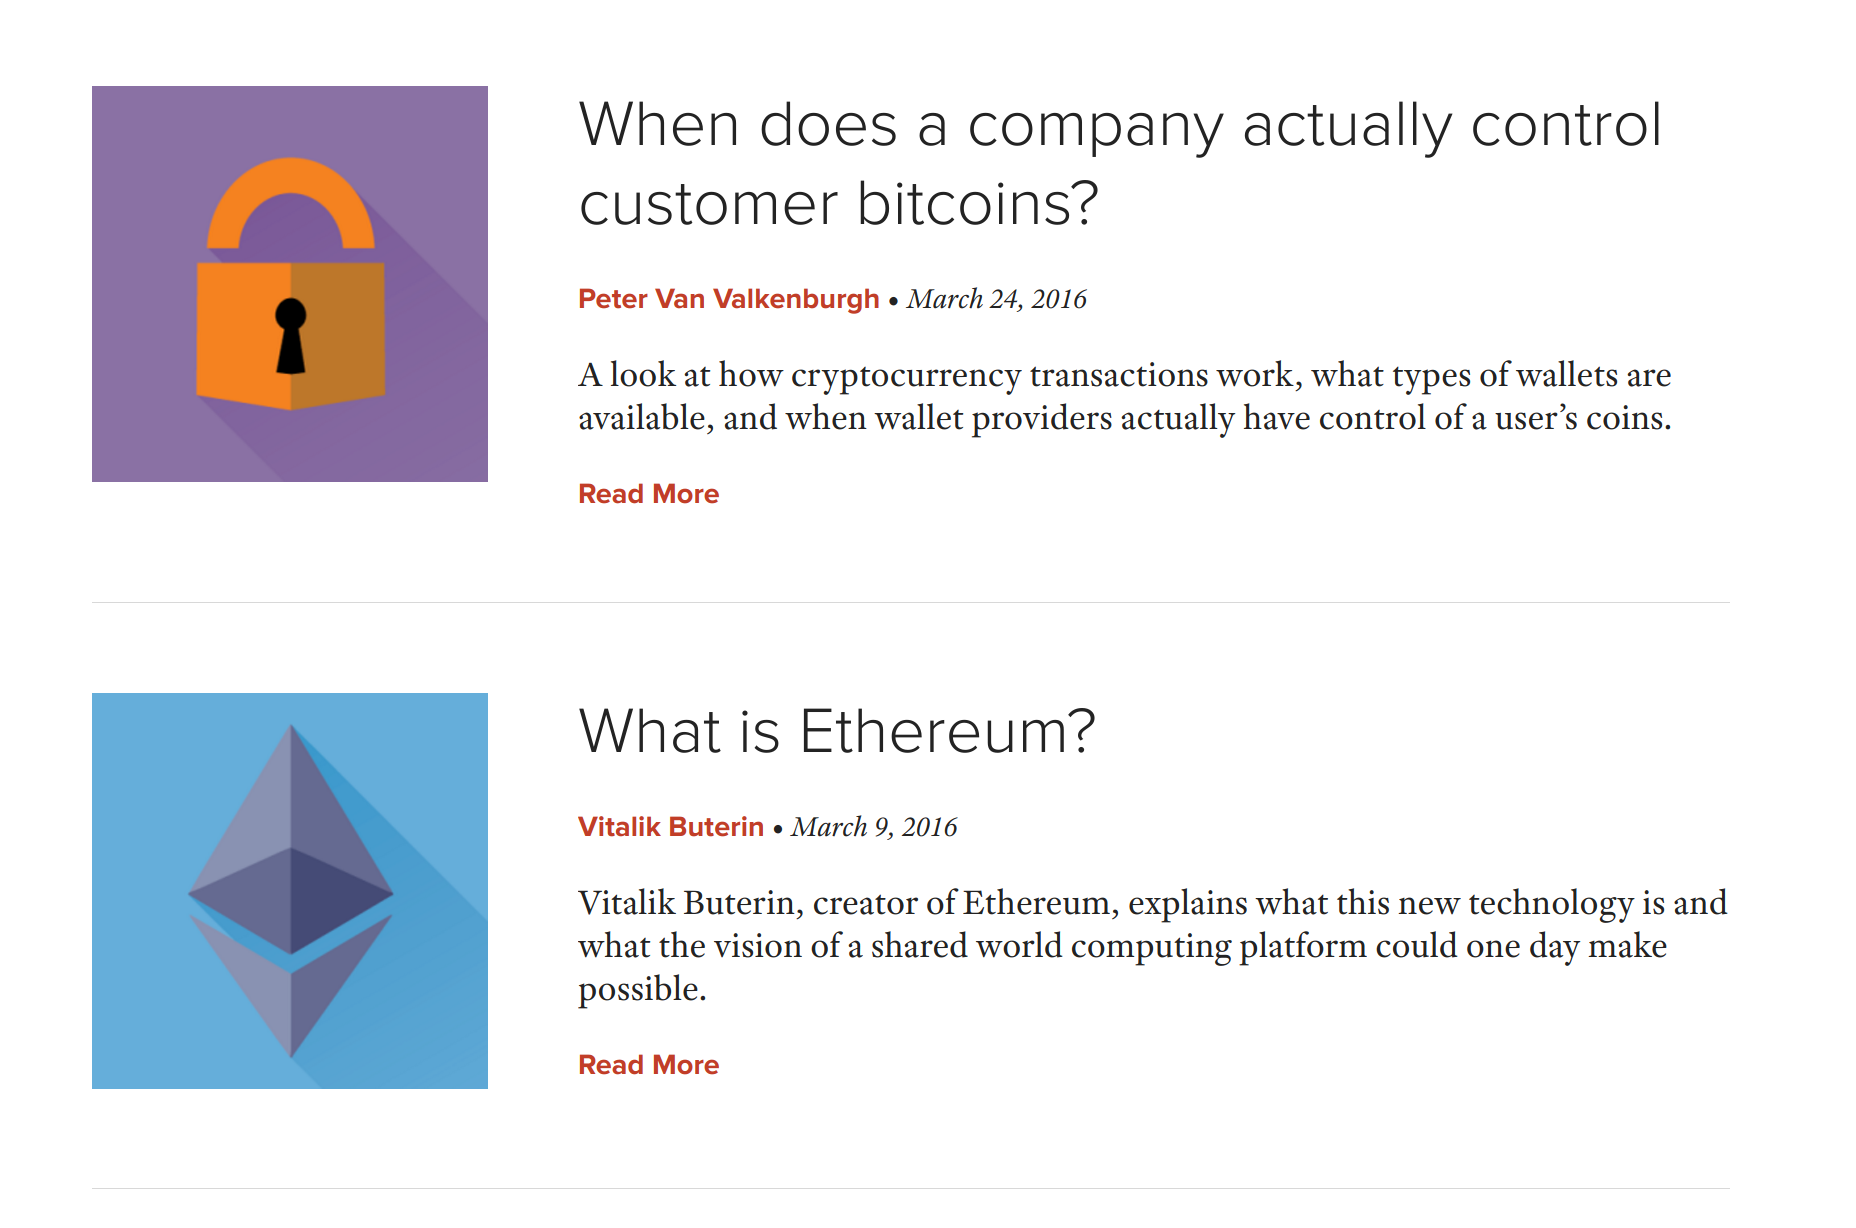 When does a company actually control
customer bitcoins?
Peter Van Valkenburgh • March 24, 2016
A look at how cryptocurrency transactions work, what types of wallets are
available, and when wallet providers actually have control of a user’s coins.
Read More
What is Ethereum?
Vitalik Buterin • March 9, 2016
Vitalik Buterin, creator of Ethereum, explains what this new technology is and
what the vision of a shared world computing platform could one day make
possible.
Read More